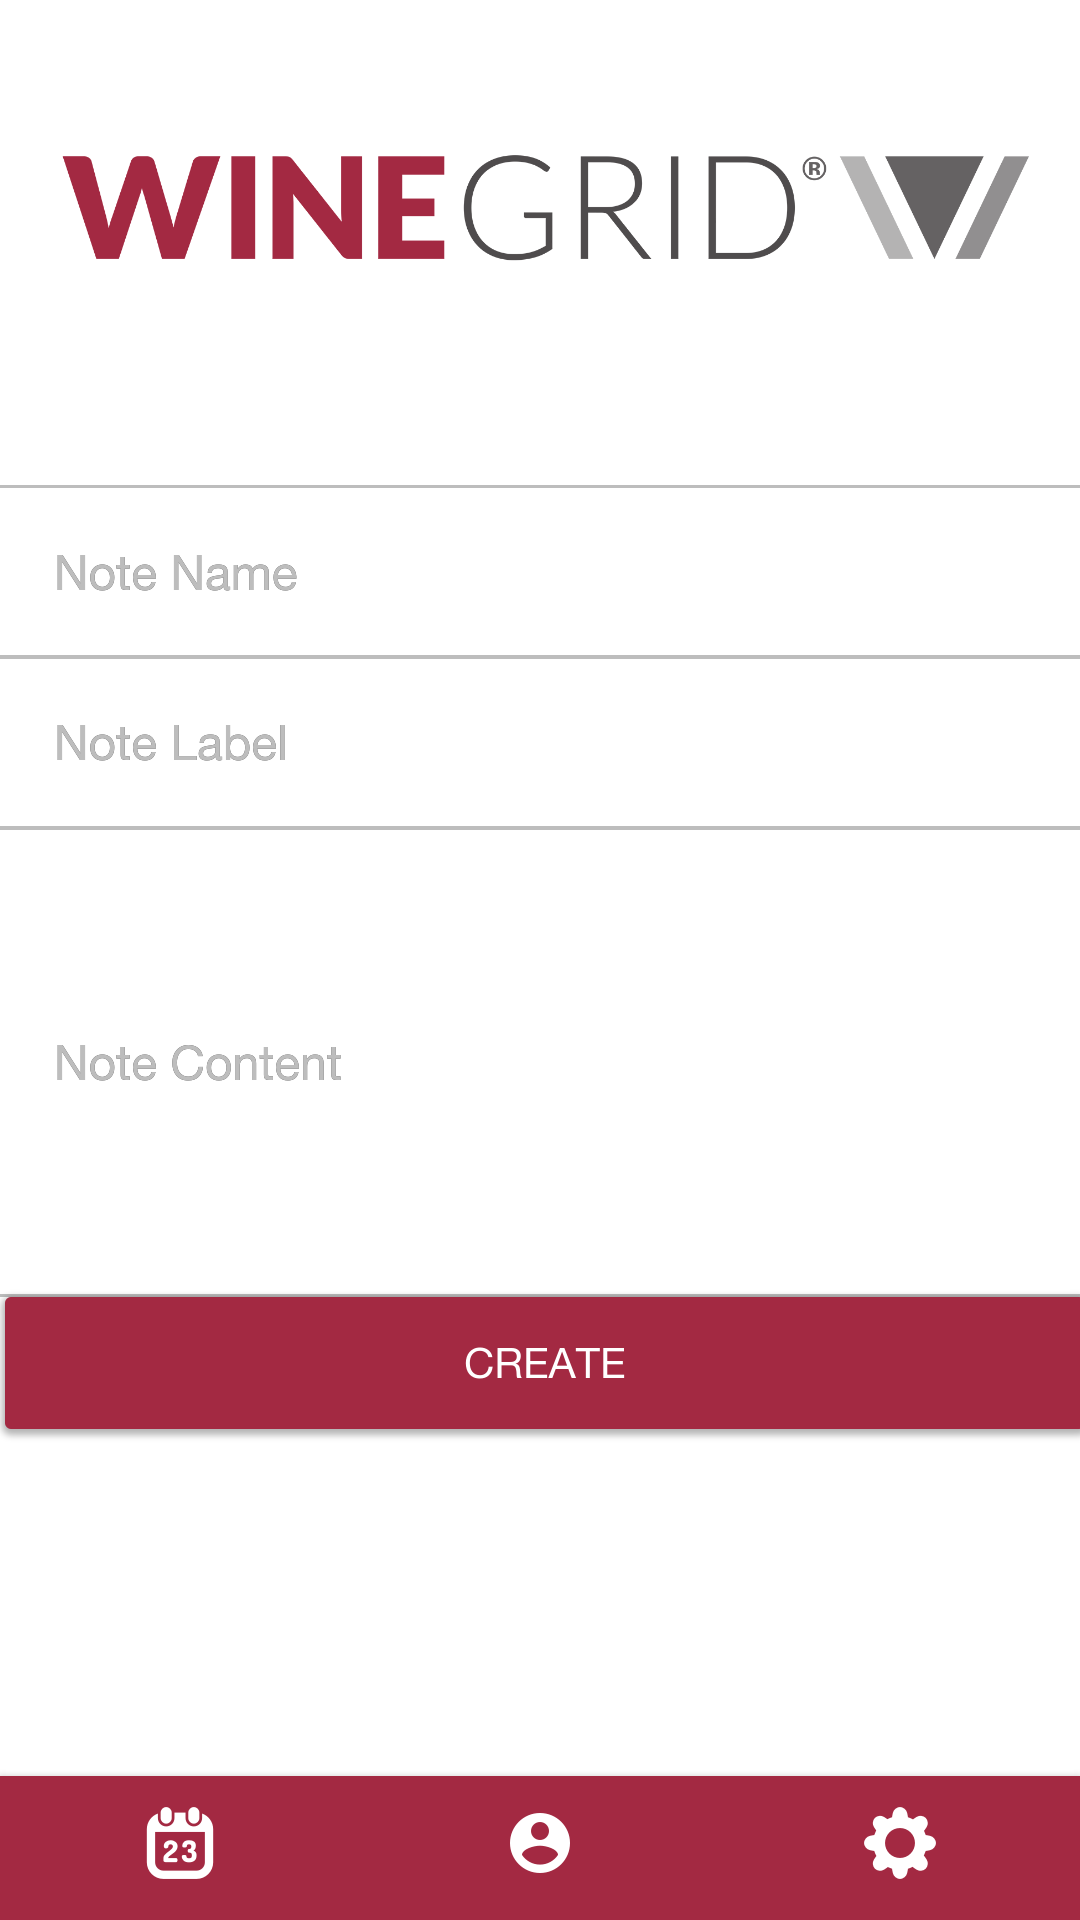 WINEGRID®
Note Name
Note Label
Note Content
CREATE
23